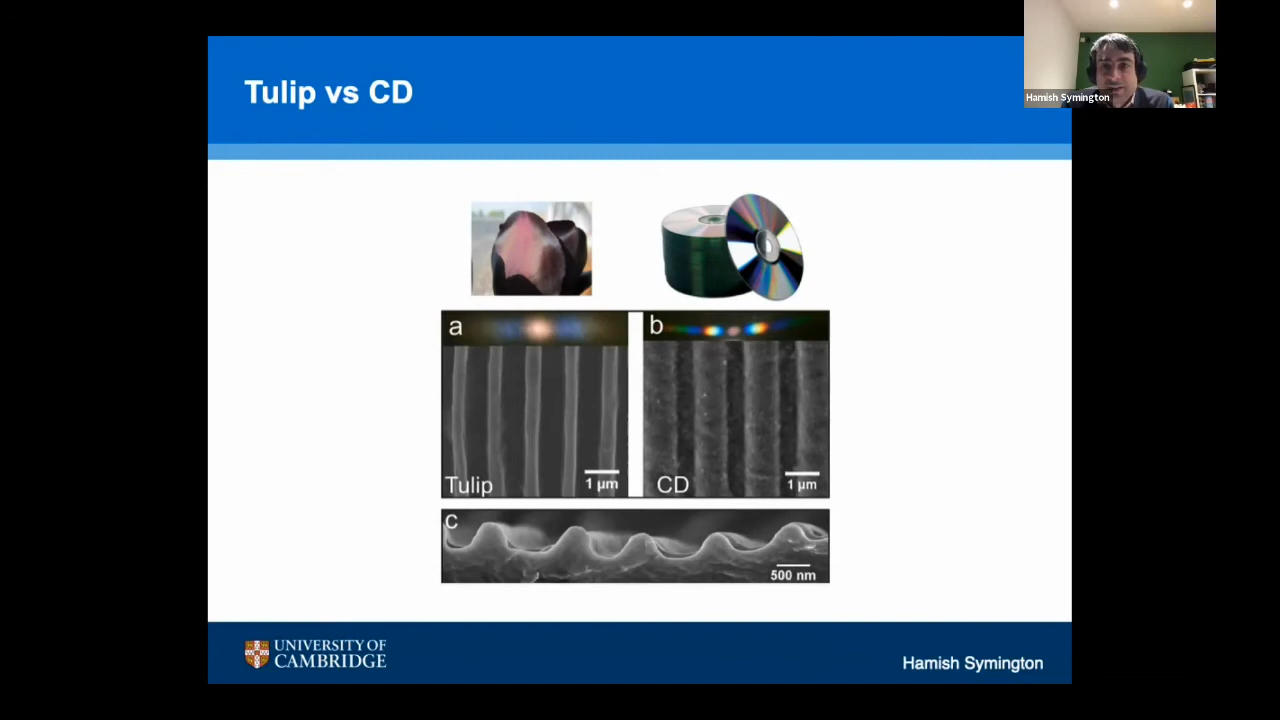 Tulip vs CD
Hamish Symington
a
b
Tulip
1 µm
CD
1 µm
c
500 nm
UNIVERSITY OF
CAMBRIDGE
Hamish Symington